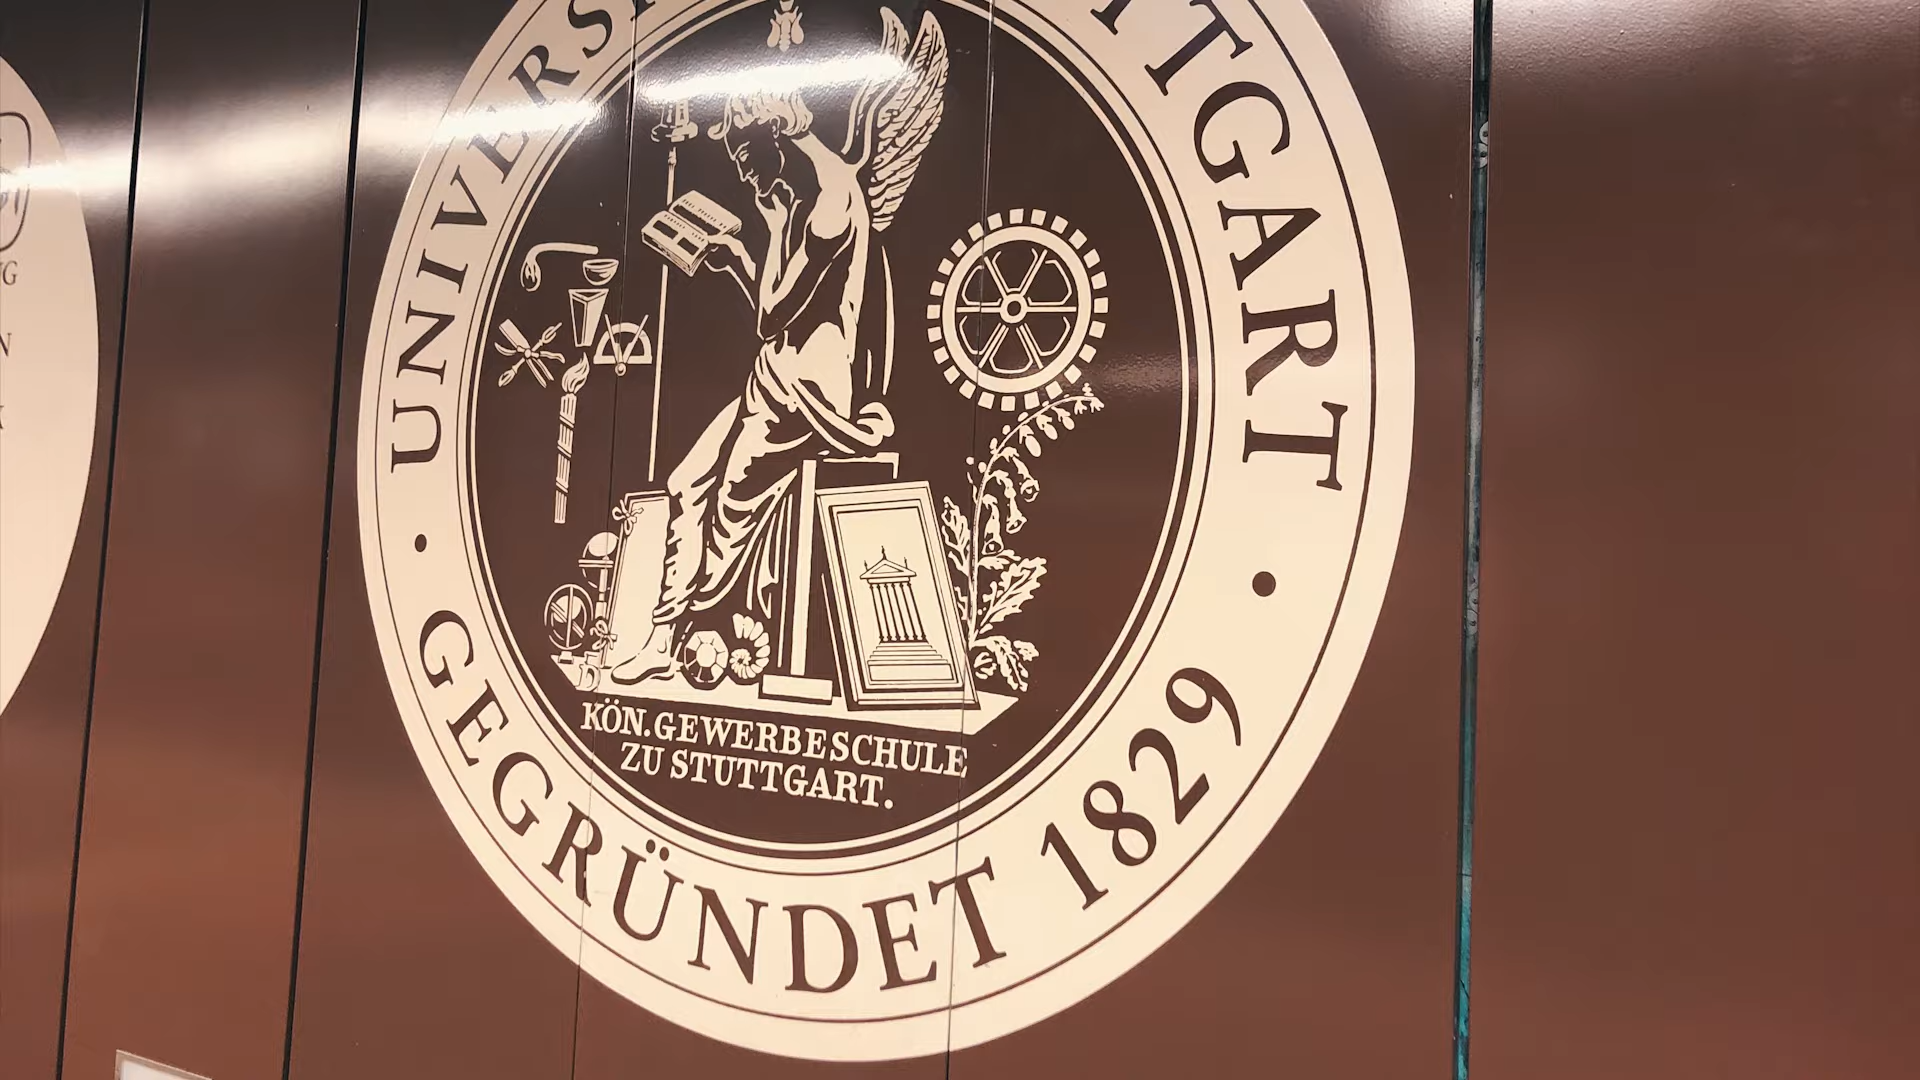 UNIVERS
TTGART
KÖN. GEWERBESCHULE
ZU STUTTGART.
GEGRÜNDET 1829